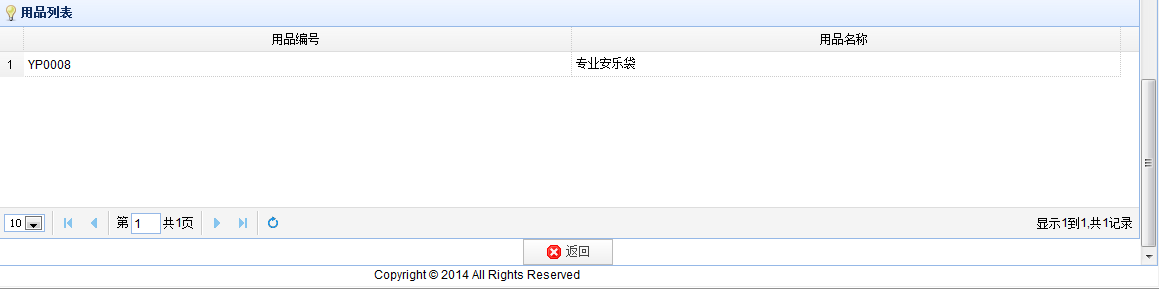 用品列表
用品编号 用品名称
1 YP0008 专业安乐袋
10 第 1 共1页 显示1到1,共1记录
返回
Copyright © 2014 All Rights Reserved